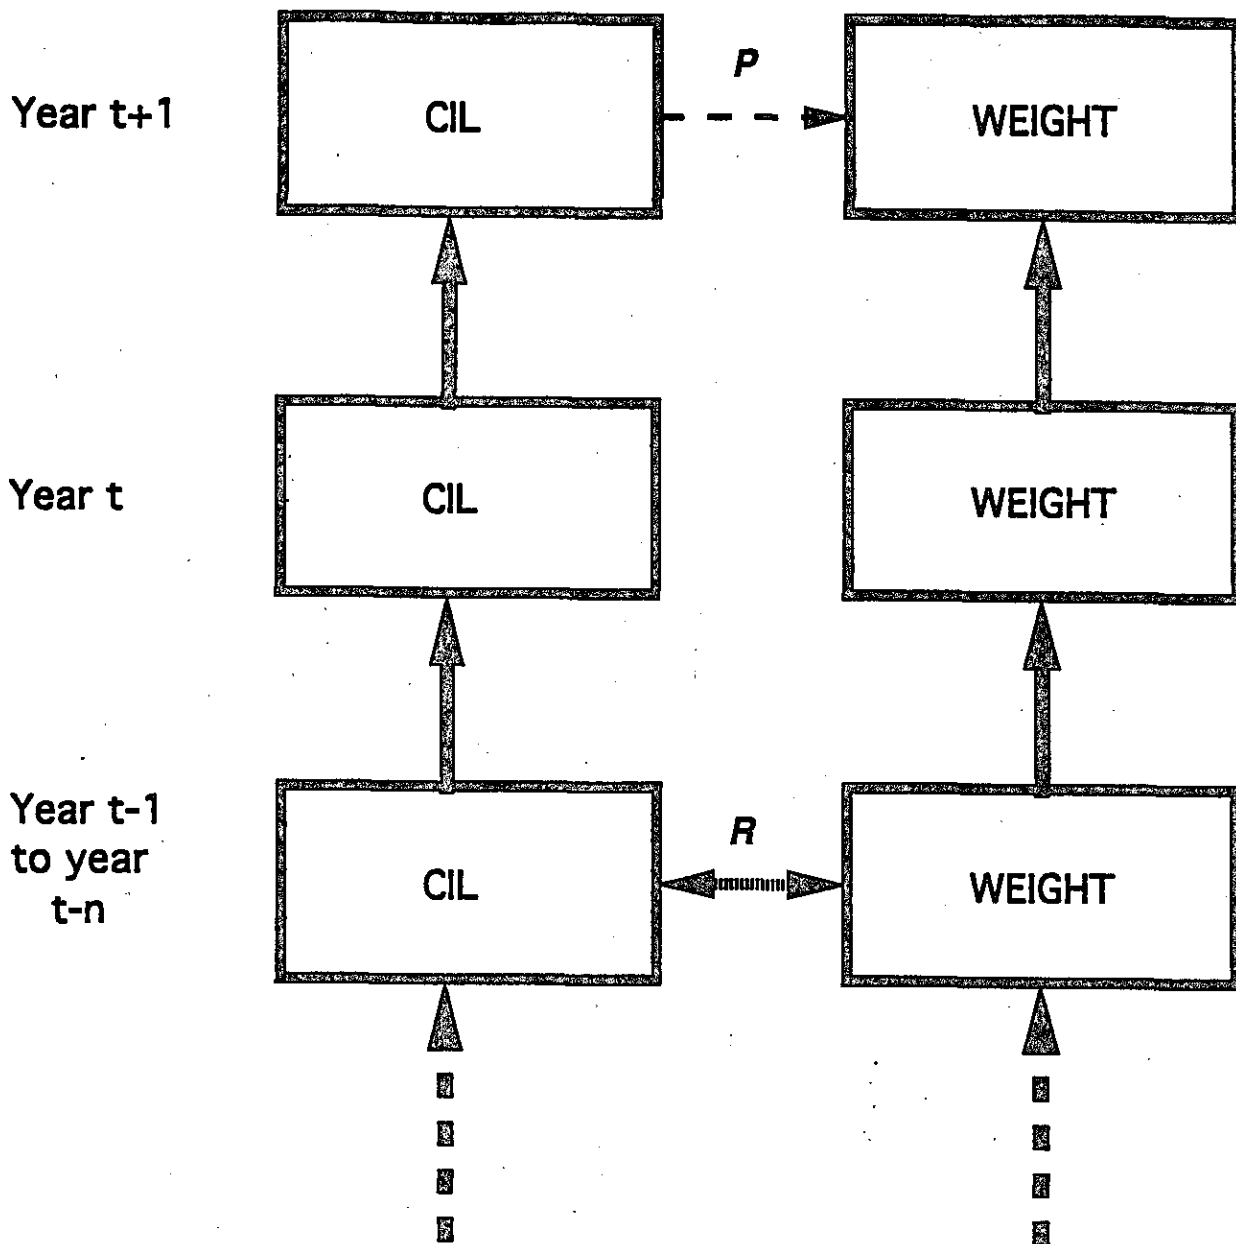 P
Year t+1
CIL
WEIGHT
Year t
CIL
WEIGHT
Year t-1
to year
t-n
R
CIL
WEIGHT